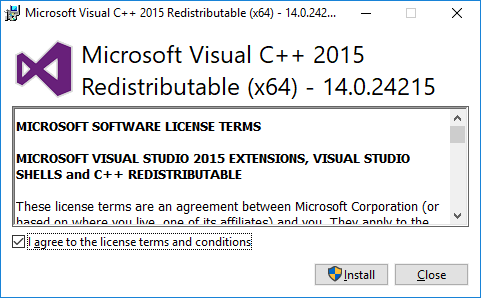 Microsoft Visual C++ 2015 Redistributable (x64) - 14.0.242...
Microsoft Visual C++ 2015
Redistributable (x64) - 14.0.24215
MICROSOFT SOFTWARE LICENSE TERMS
MICROSOFT VISUAL STUDIO 2015 EXTENSIONS, VISUAL STUDIO
SHELLS and C++ REDISTRIBUTABLE
These license terms are an agreement between Microsoft Corporation (or
based on where you live, one of its affiliates) and you. They apply to the
I agree to the license terms and conditions
Install
Close